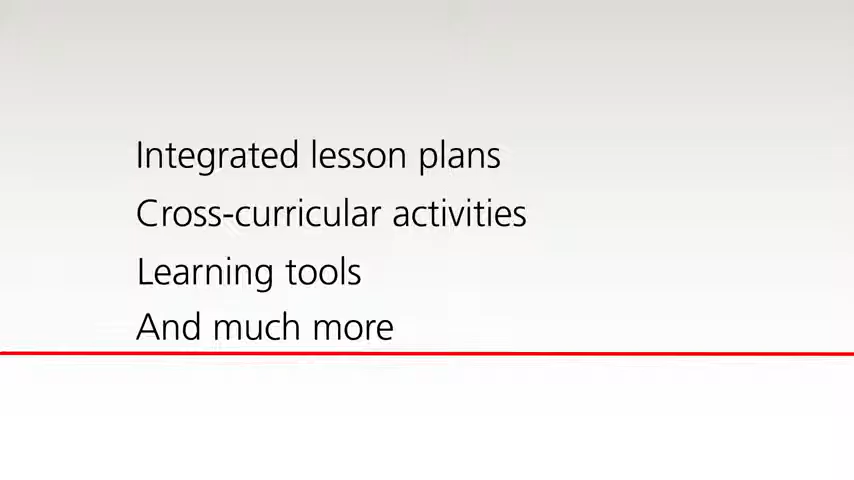 Integrated lesson plans
Cross-curricular activities
Learning tools
And much more